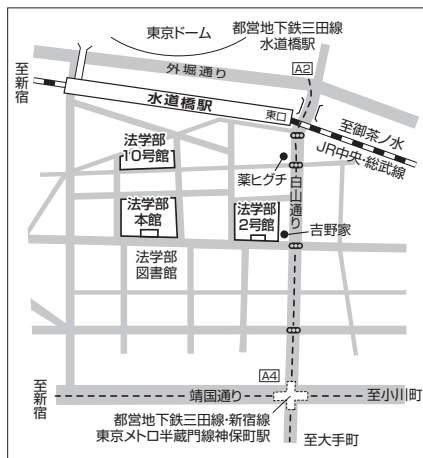 東京ドーム
都営地下鉄三田線
水道橋駅
外堀通り
A2
至新宿
水道橋駅
東口
至御茶ノ水
JR中央・総武線
法学部
10号館
薬ヒグチ
白山通り
法学部
本館
法学部
2号館
吉野家
法学部
図書館
A4
至新宿
靖国通り
至小川町
都営地下鉄三田線・新宿線
東京メトロ半蔵門線神保町駅
至大手町